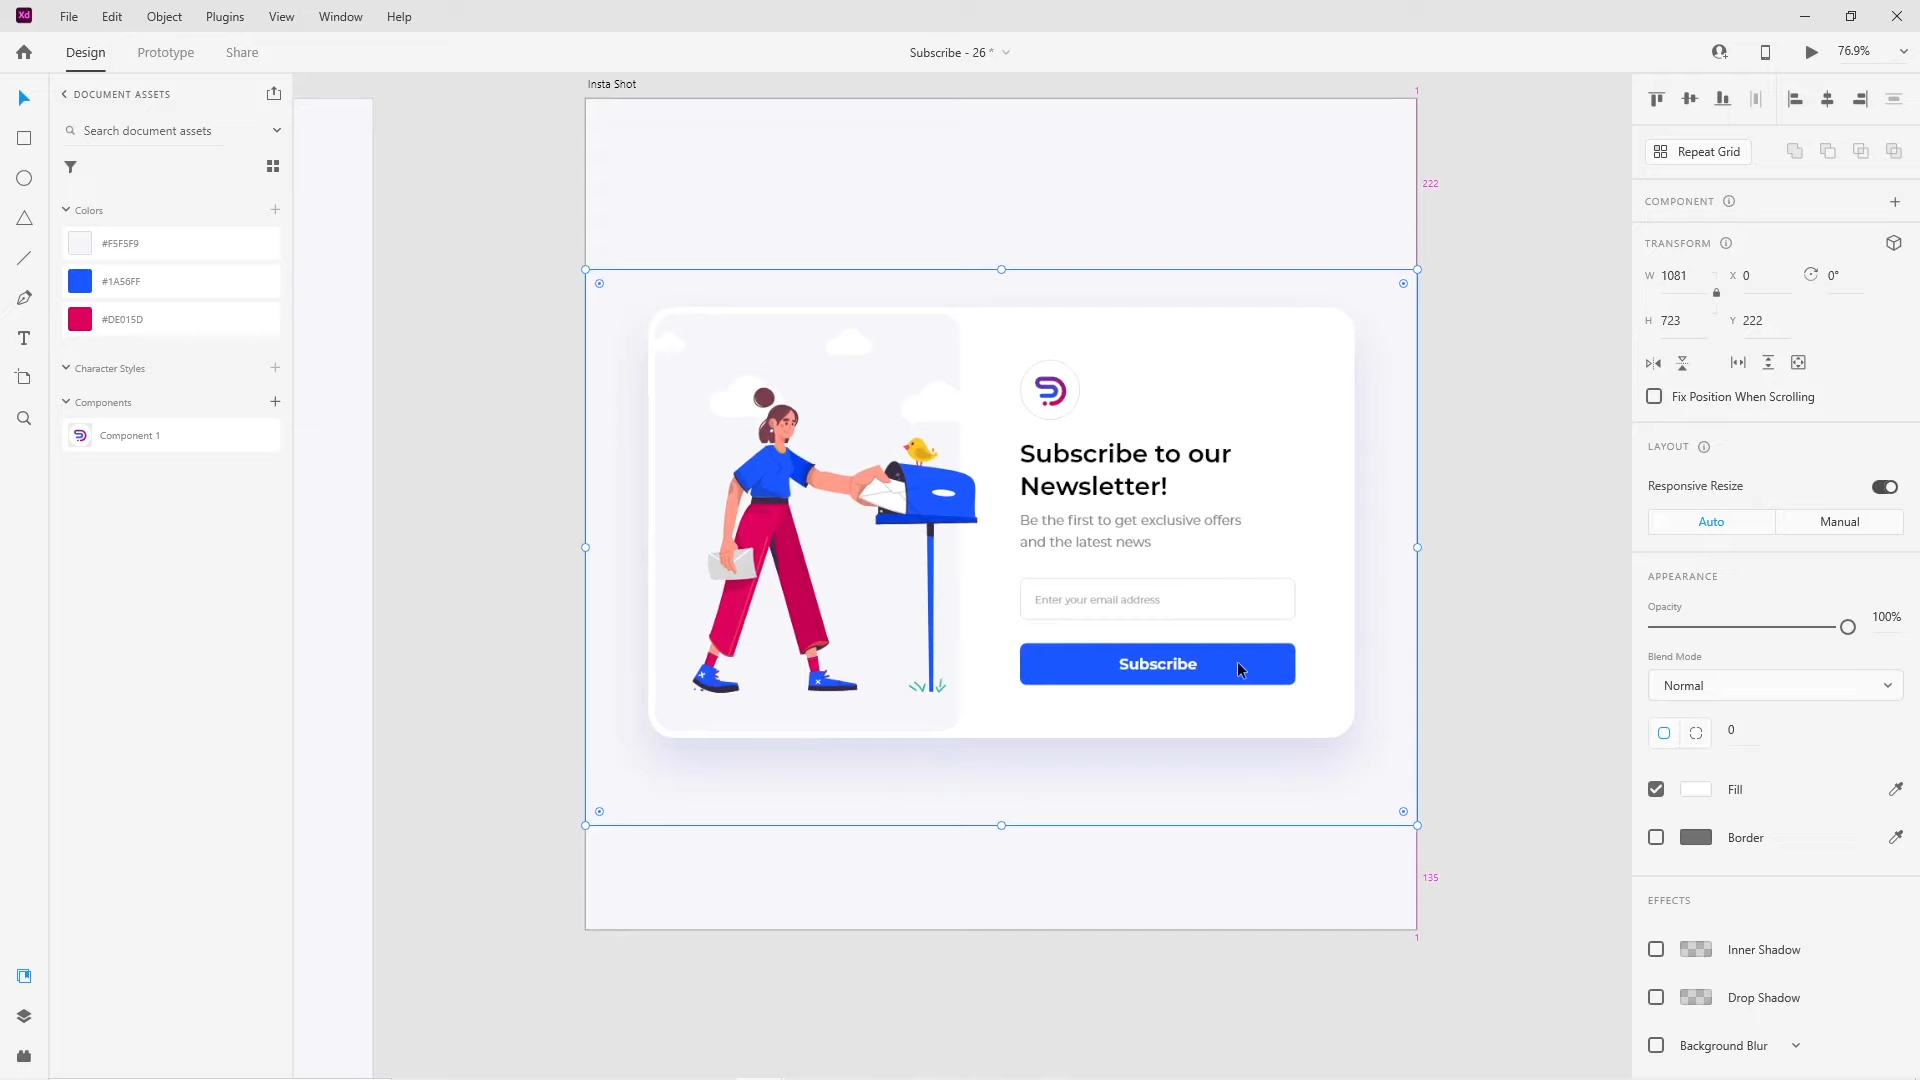 Xd File Edit Object Plugins View Window Help
Design Prototype Share
Subscribe - 26 *
76.9%
DOCUMENT ASSETS
Search document assets
Colors
#F5F5F9
#1A56FF
#DE015D
Character Styles
Components
Component 1
Insta Shot
1
222
Subscribe to our
Newsletter!
Be the first to get exclusive offers
and the latest news
Enter your email address
Subscribe
135
1
Repeat Grid
COMPONENT
TRANSFORM
W 1081 X 0 0°
H 723 Y 222
Fix Position When Scrolling
LAYOUT
Responsive Resize
Auto Manual
APPEARANCE
Opacity
100%
Blend Mode
Normal
0
Fill
Border
EFFECTS
Inner Shadow
Drop Shadow
Background Blur